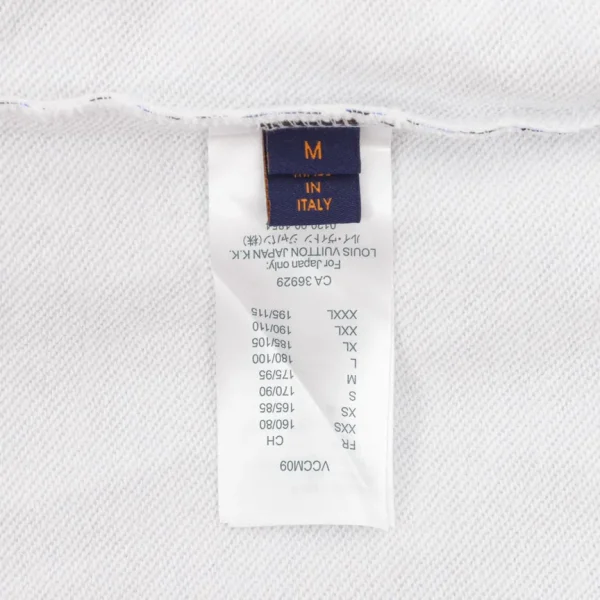 M
IN
ITALY
VCCM09
FR CH
XXS 160/80
XS 165/85
S 170/90
M 175/95
L 180/100
XL 185/105
XXL 190/110
XXXL 195/115
CA 36929
For Japan only:
LOUIS VUITTON JAPAN K.K.
ルイ・ヴィトン ジャパン(株)